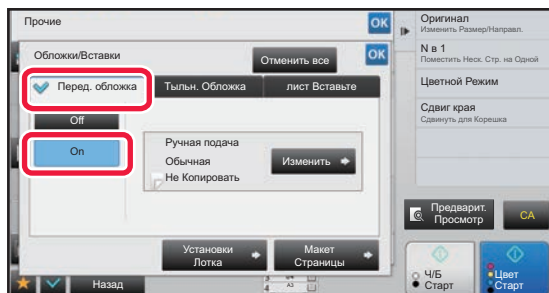 Прочие
OK
Обложки/Вставки
Отменить все
OK
Перед. обложка
Тыльн. Обложка
лист Вставьте
Off
On
Ручная подача
Обычная
Не Копировать
Изменить
Установки
Лотка
Макет
Страницы
Назад
A3
4
Оригинал
Изменить Размер/Направл.
N в 1
Поместить Неск. Стр. на Одной
Цветной Режим
Сдвиг края
Сдвинуть для Корешка
Предварит.
Просмотр
CA
Ч/Б
Старт
Цвет
Старт